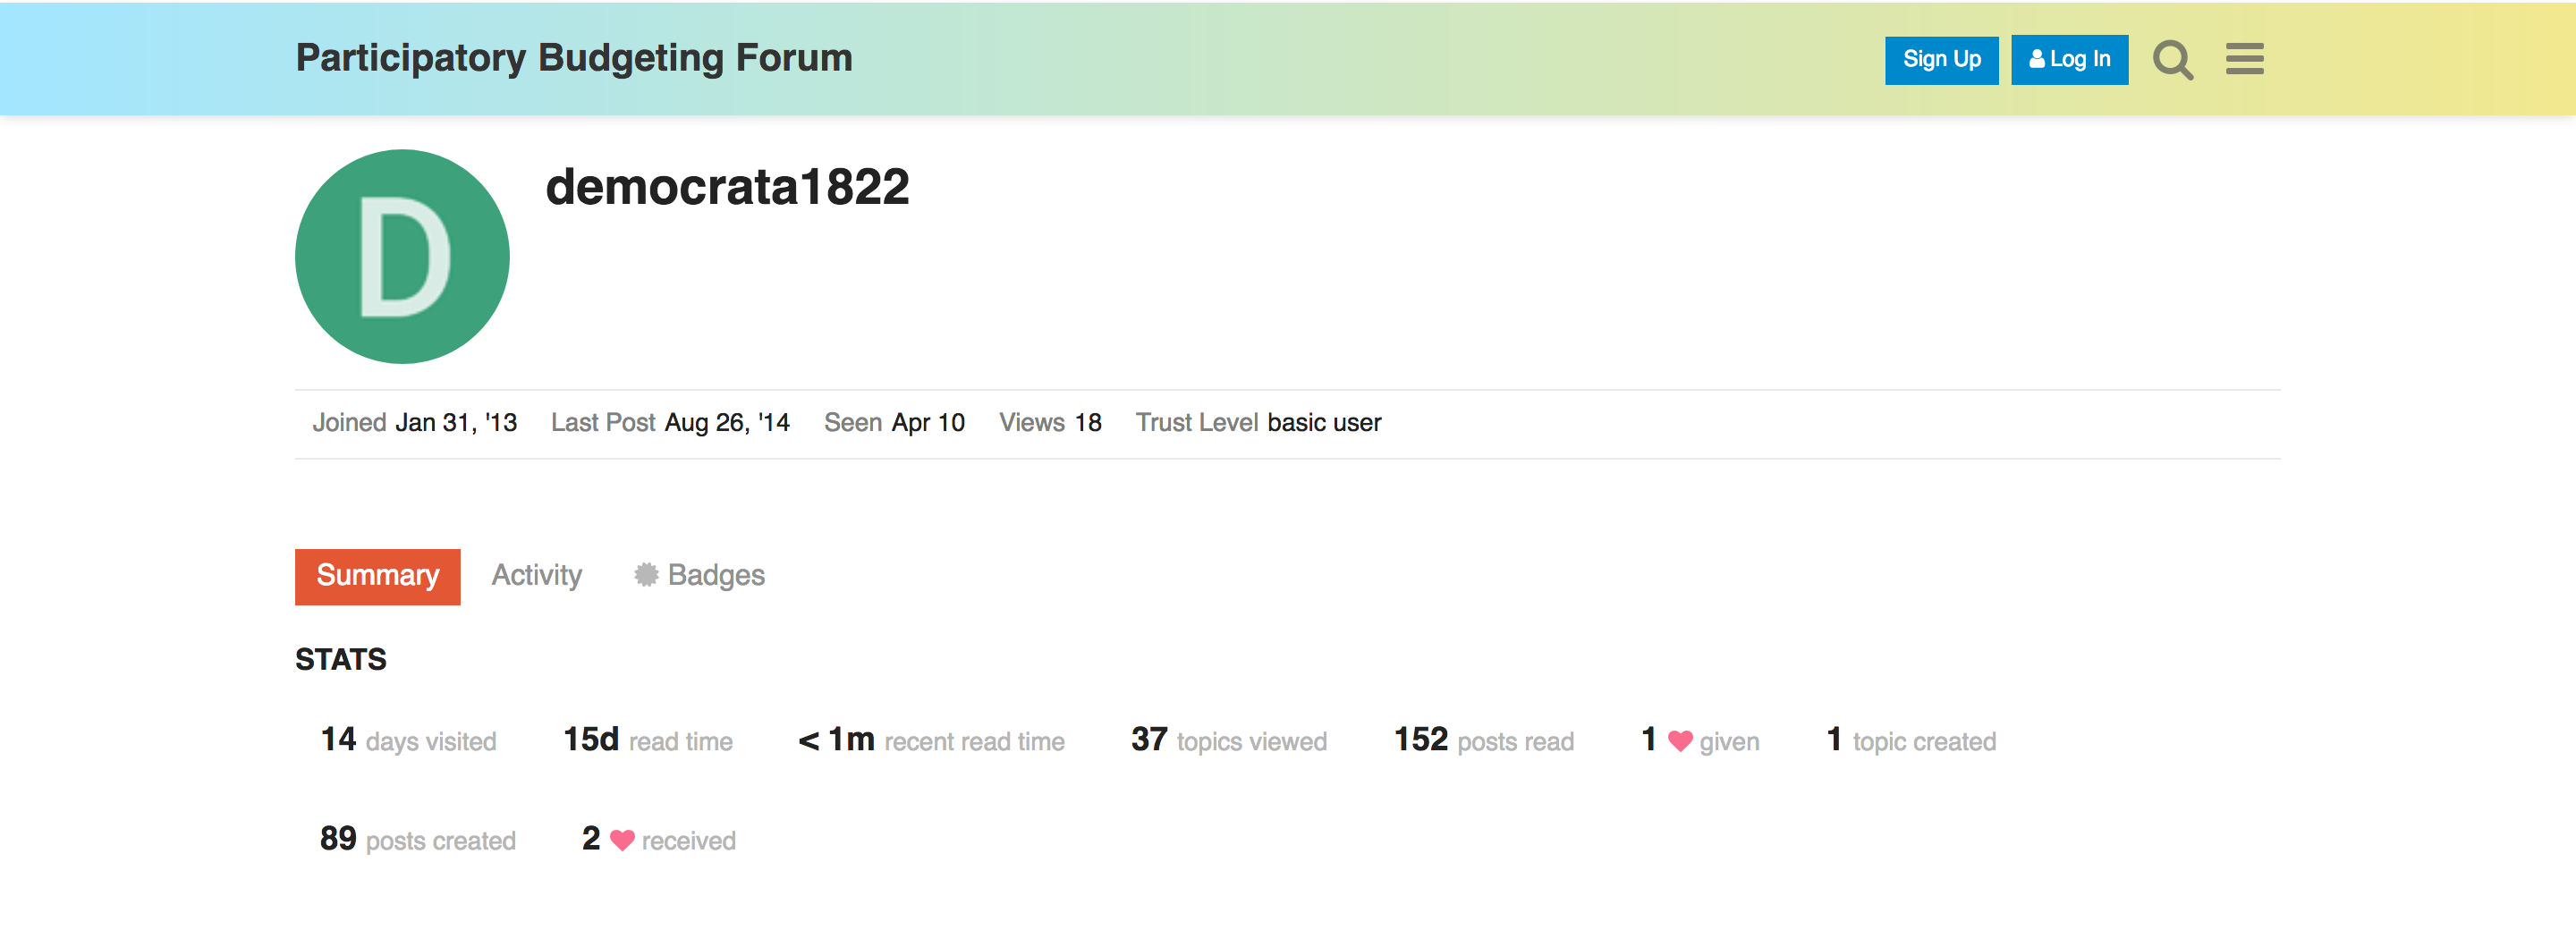 Participatory Budgeting Forum Sign Up Log In
D
democrata1822
Joined Jan 31, '13 Last Post Aug 26, '14 Seen Apr 10 Views 18 Trust Level basic user
Summary Activity Badges
STATS
14 days visited 15d read time < 1m recent read time 37 topics viewed 152 posts read 1 given 1 topic created
89 posts created 2 received